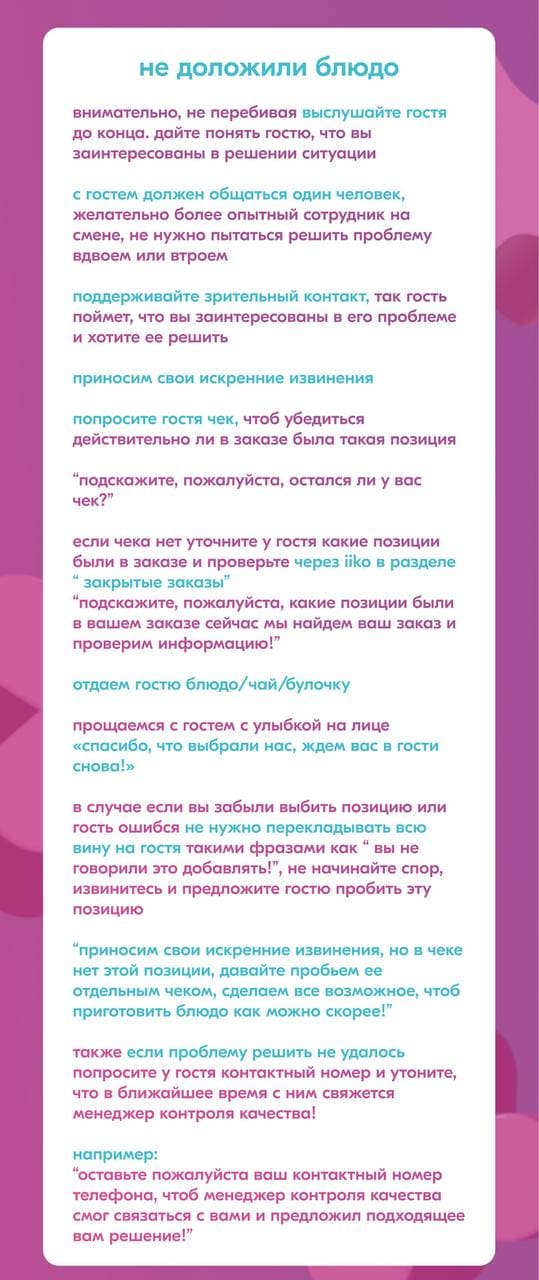 не доложили блюдо
внимательно, не перебивая выслушайте гостя
до конца. дайте понять гостю, что вы
заинтересованы в решении ситуации
с гостем должен общаться один человек,
желательно более опытный сотрудник на
смене, не нужно пытаться решить проблему
вдвоем или втроем
поддерживайте зрительный контакт, так гость
поймет, что вы заинтересованы в его проблеме
и хотите ее решить
приносим свои искренние извинения
попросите гостя чек, чтоб убедиться
действительно ли в заказе была такая позиция
“подскажите, пожалуйста, остался ли у вас
чек?”
если чека нет уточните у гостя какие позиции
были в заказе и проверьте через iiko в разделе
“ закрытые заказы”
“подскажите, пожалуйста, какие позиции были
в вашем заказе сейчас мы найдем ваш заказ и
проверим информацию!”
отдаем гостю блюдо/чай/булочку
прощаемся с гостем с улыбкой на лице
«спасибо, что выбрали нас, ждем вас в гости
снова!»
в случае если вы забыли выбить позицию или
гость ошибся не нужно перекладывать всю
вину на гостя такими фразами как “ вы не
говорили это добавлять!”, не начинайте спор,
извинитесь и предложите гостю пробить эту
позицию
“приносим свои искренние извинения, но в чеке
нет этой позиции, давайте пробьем ее
отдельным чеком, сделаем все возможное, чтоб
приготовить блюдо как можно скорее!”
также если проблему решить не удалось
попросите у гостя контактный номер и утоните,
что в ближайшее время с ним свяжется
менеджер контроля качества!
например:
“оставьте пожалуйста ваш контактный номер
телефона, чтоб менеджер контроля качества
смог связаться с вами и предложил подходящее
вам решение!”